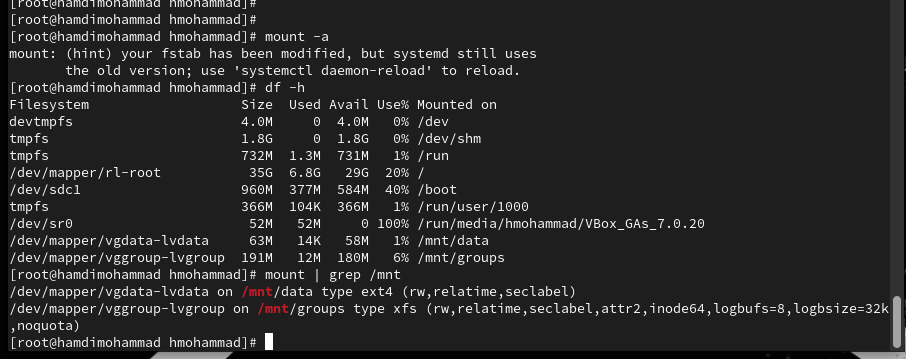 [root@hamdimohammad hmohammad]#
[root@hamdimohammad hmohammad]#
[root@hamdimohammad hmohammad]# mount -a
mount: (hint) your fstab has been modified, but systemd still uses
       the old version; use 'systemctl daemon-reload' to reload.
[root@hamdimohammad hmohammad]# df -h
Filesystem                   Size  Used Avail Use% Mounted on
devtmpfs                     4.0M     0  4.0M   0% /dev
tmpfs                        1.8G     0  1.8G   0% /dev/shm
tmpfs                        732M  1.3M  731M   1% /run
/dev/mapper/rl-root           35G  6.8G   29G  20% /
/dev/sdc1                    960M  377M  584M  40% /boot
tmpfs                        366M  104K  366M   1% /run/user/1000
/dev/sr0                      52M   52M     0 100% /run/media/hmohammad/VBox_GAs_7.0.20
/dev/mapper/vgdata-lvdata     63M   14K   58M   1% /mnt/data
/dev/mapper/vggroup-lvgroup  191M   12M  180M   6% /mnt/groups
[root@hamdimohammad hmohammad]# mount | grep /mnt
/dev/mapper/vgdata-lvdata on /mnt/data type ext4 (rw,relatime,seclabel)
/dev/mapper/vggroup-lvgroup on /mnt/groups type xfs (rw,relatime,seclabel,attr2,inode64,logbufs=8,logbsize=32k
,noquota)
[root@hamdimohammad hmohammad]#